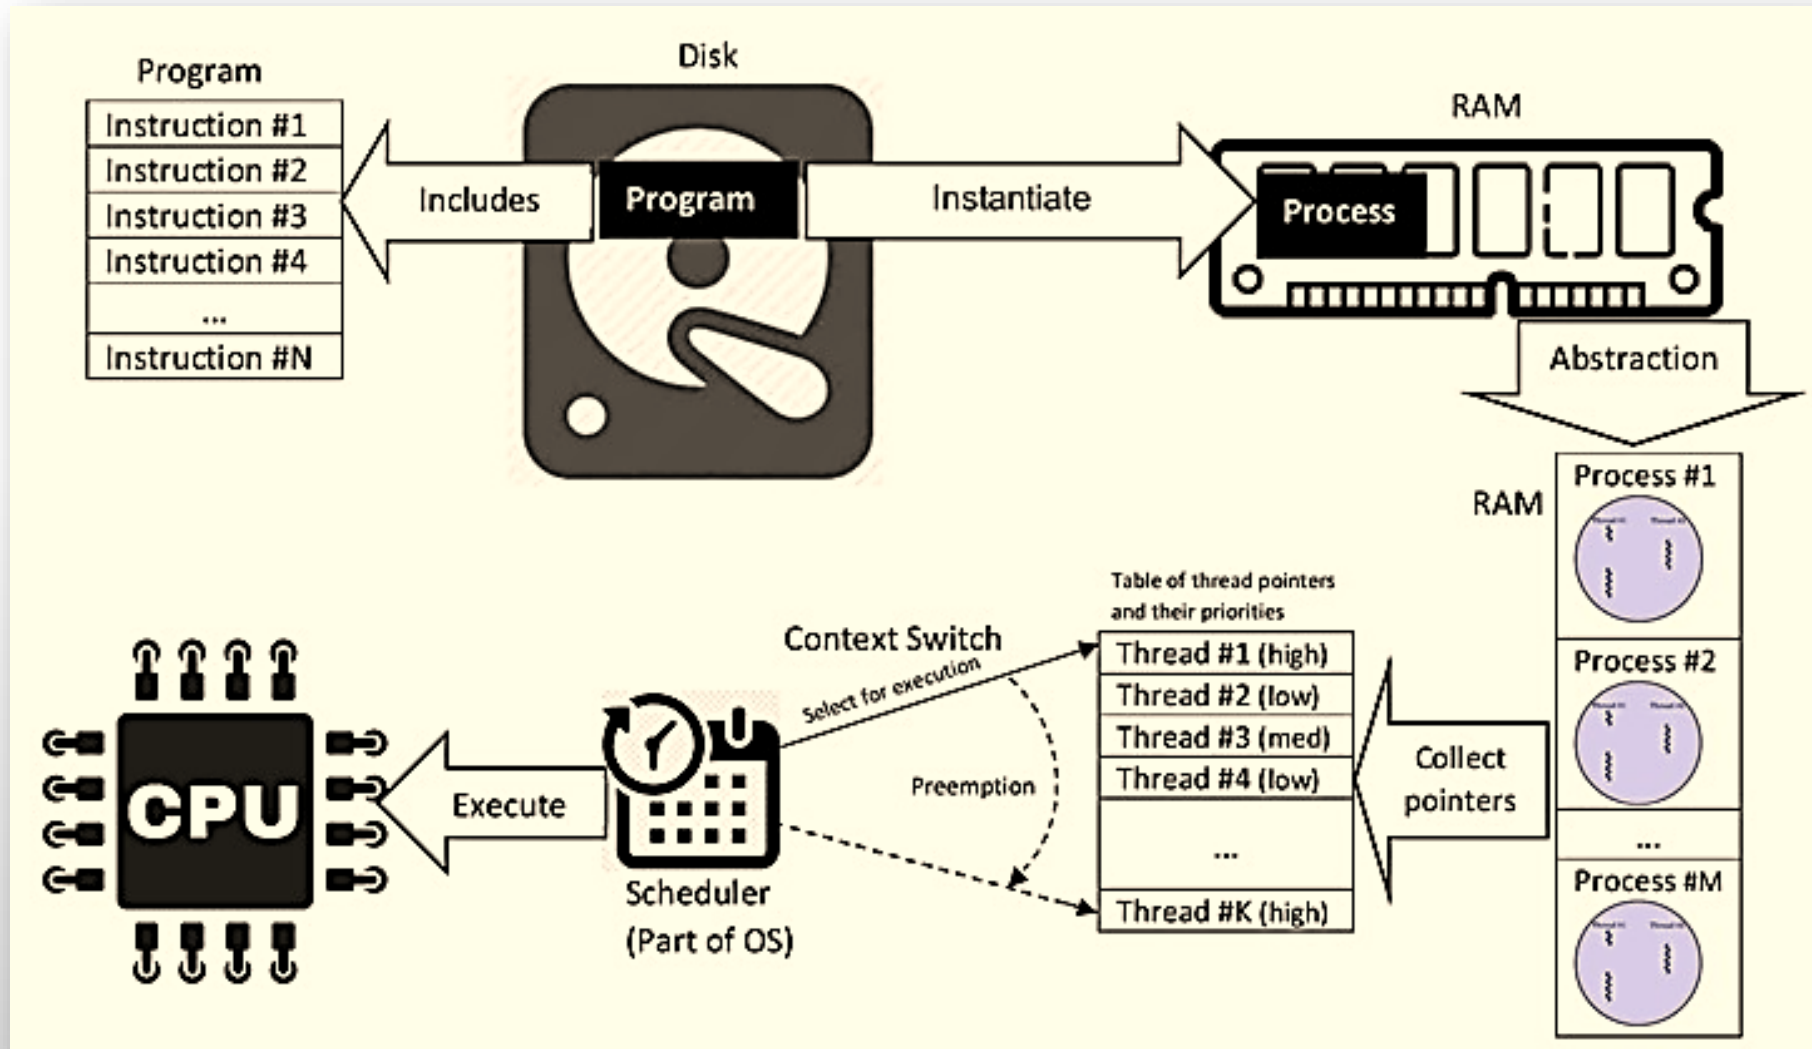 Program
Instruction #1
Instruction #2
Instruction #3
Instruction #4
...
Instruction #N
Includes
Disk
Program
Instantiate
RAM
Process
Abstraction
RAM
Process #1
Process #2
...
Process #M
Collect
pointers
Table of thread pointers
and their priorities
Thread #1 (high)
Thread #2 (low)
Thread #3 (med)
Thread #4 (low)
...
Thread #K (high)
Context Switch
Select for execution
Preemption
Scheduler
(Part of OS)
Execute
CPU